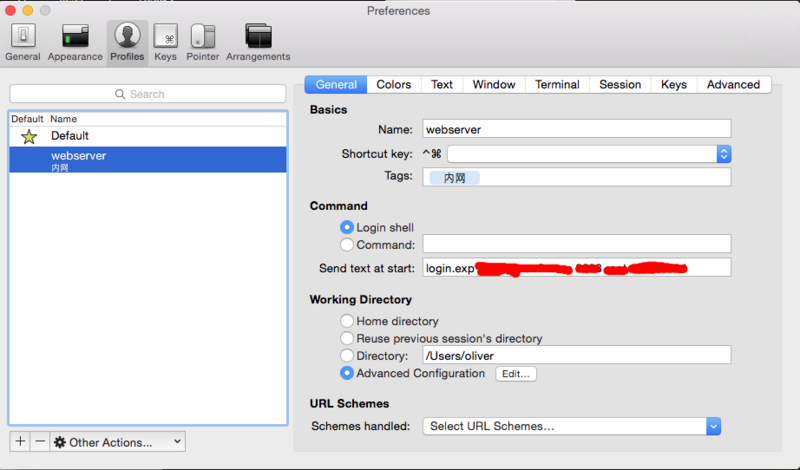 Preferences
General Appearance Profiles Keys Pointer Arrangements
Search
Default Name
Default
webserver
内网
Other Actions...
General Colors Text Window Terminal Session Keys Advanced
Basics
Name: webserver
Shortcut key: ^⌘
Tags: 内网
Command
Login shell
Command:
Send text at start: login.exp
Working Directory
Home directory
Reuse previous session's directory
Directory: /Users/oliver
Advanced Configuration Edit...
URL Schemes
Schemes handled: Select URL Schemes...